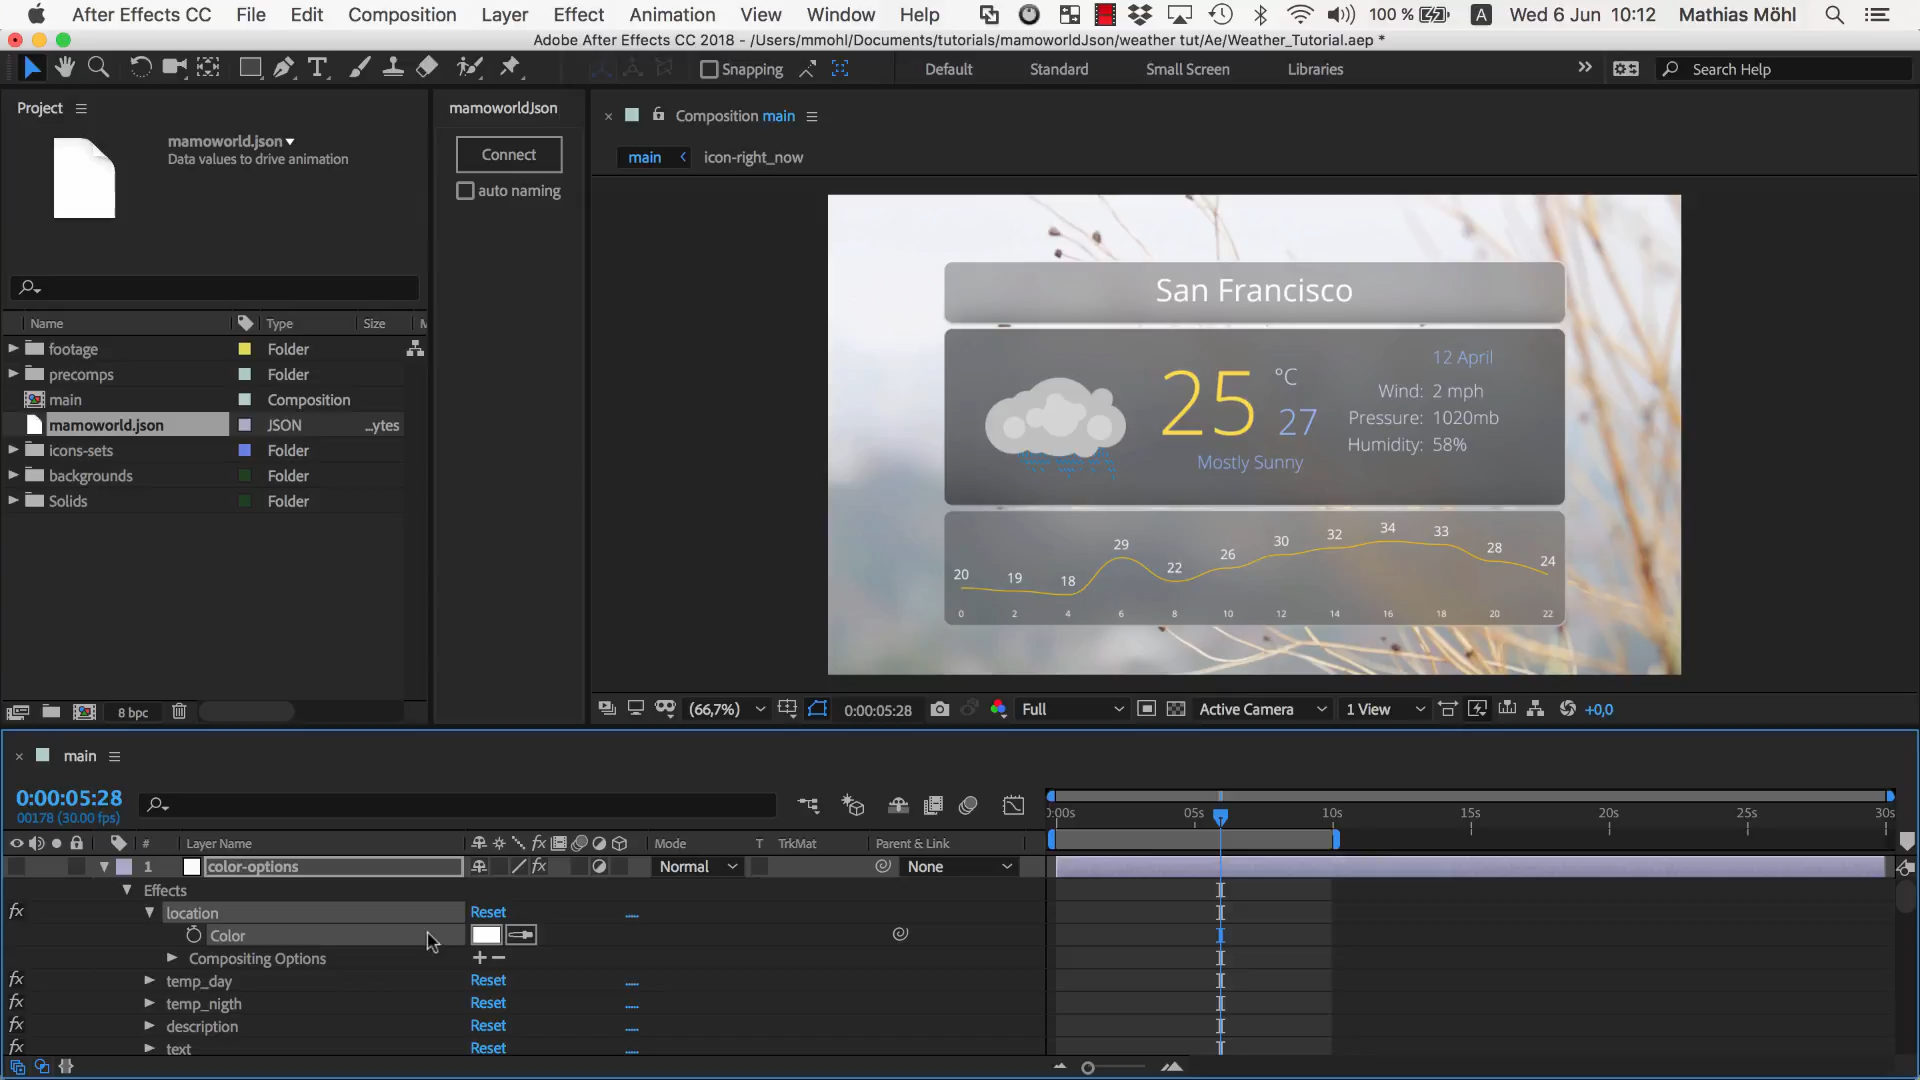 After Effects CC File Edit Composition Layer Effect Animation View Window Help 100 % A Wed 6 Jun 10:12 Mathias Möhl
Adobe After Effects CC 2018 - /Users/mmohl/Documents/tutorials/mamoworldJson/weather tut/Ae/Weather_Tutorial.aep *
Snapping Default Standard Small Screen Libraries Search Help
Project
mamoworld.json
Data values to drive animation
Name Type Size M
footage Folder
precomps Folder
main Composition
mamoworld.json JSON ...ytes
icons-sets Folder
backgrounds Folder
Solids Folder
8 bpc
mamoworldJson
Connect
auto naming
Composition main
main icon-right_now
San Francisco
12 April
25 °C
27
Mostly Sunny
Wind: 2 mph
Pressure: 1020mb
Humidity: 58%
20 19 18 29 22 26 30 32 34 33 28 24
0 2 4 6 8 10 12 14 16 18 20 22
(66,7%) 0:00:05:28 Full Active Camera 1 View +0,0
main
0:00:05:28
00178 (30.00 fps)
:00s 05s 10s 15s 20s 25s 30s
# Layer Name fx Mode T TrkMat Parent & Link
1 color-options fx Normal None
Effects
fx location Reset
Color
Compositing Options + −
fx temp_day Reset
fx temp_nigth Reset
fx description Reset
fx text Reset